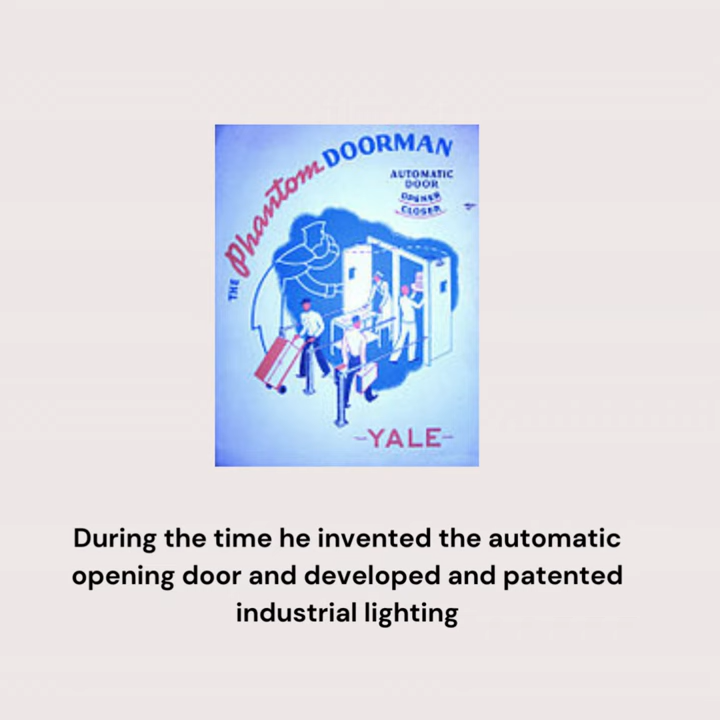 THE Phantom DOORMAN
AUTOMATIC
DOOR
OPENER
CLOSER
-YALE-
During the time he invented the automatic
opening door and developed and patented
industrial lighting